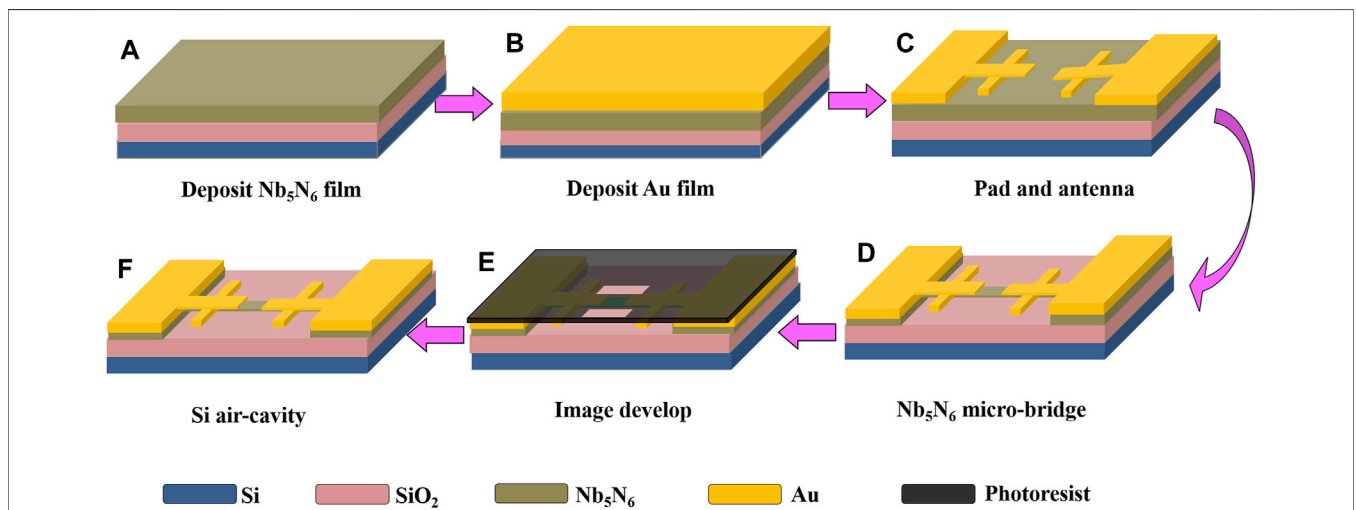 A
B
C
Deposit Nb₅N₆ film
Deposit Au film
Pad and antenna
F
E
D
Si air-cavity
Image develop
Nb₅N₆ micro-bridge
Si
SiO₂
Nb₅N₆
Au
Photoresist